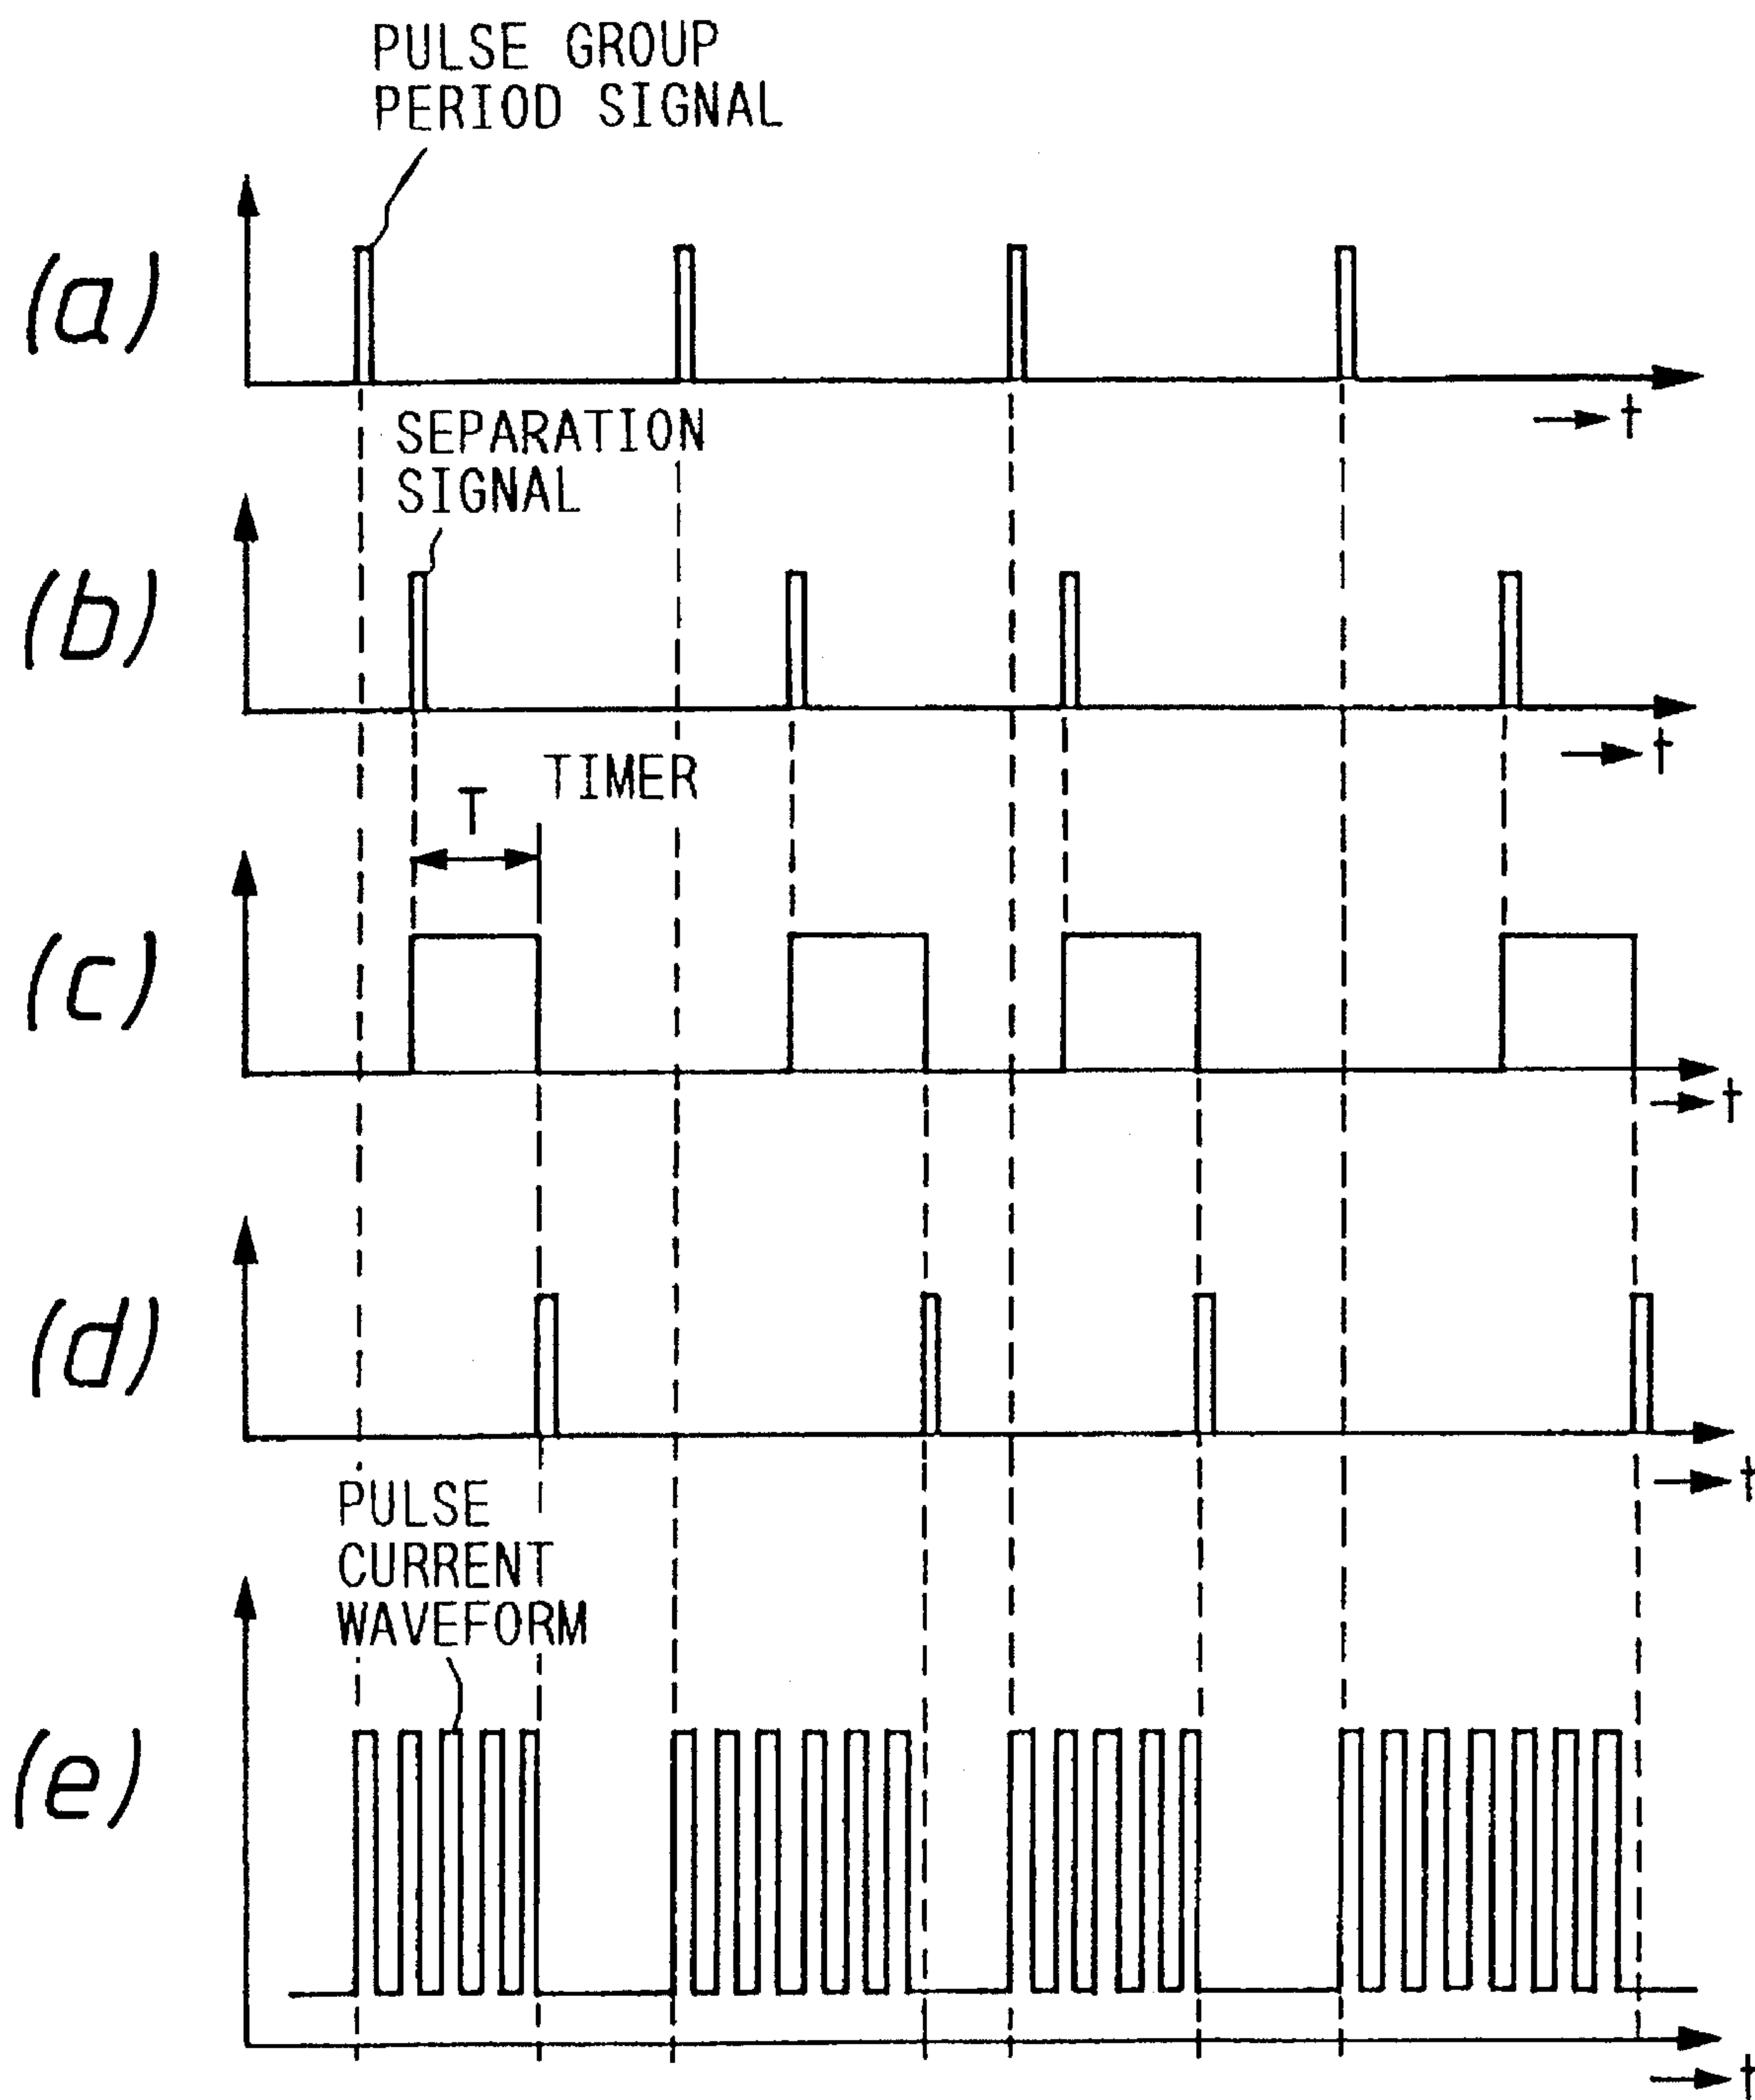 PULSE GROUP
PERIOD SIGNAL
(a)
t
SEPARATION
SIGNAL
(b)
t
TIMER
T
(c)
t
(d)
t
PULSE
CURRENT
WAVEFORM
(e)
t